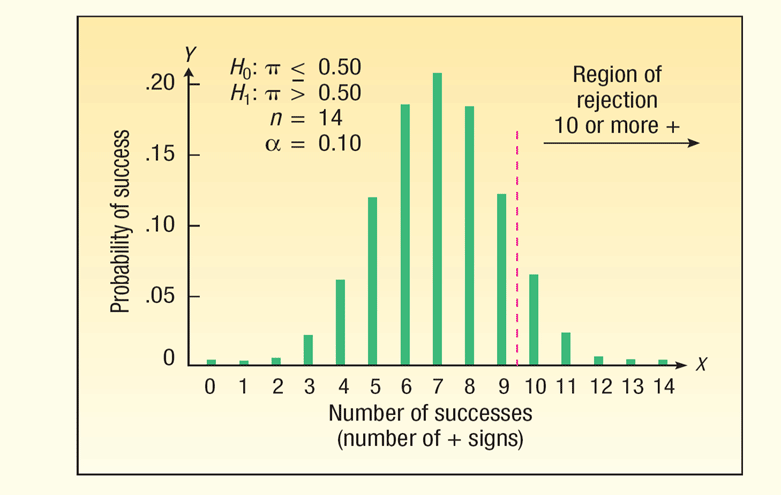 Y
H₀: π ≤ 0.50
H₁: π > 0.50
n = 14
α = 0.10
Region of
rejection
10 or more +
.20
.15
.10
.05
0
Probability of success
X
0 1 2 3 4 5 6 7 8 9 10 11 12 13 14
Number of successes
(number of + signs)